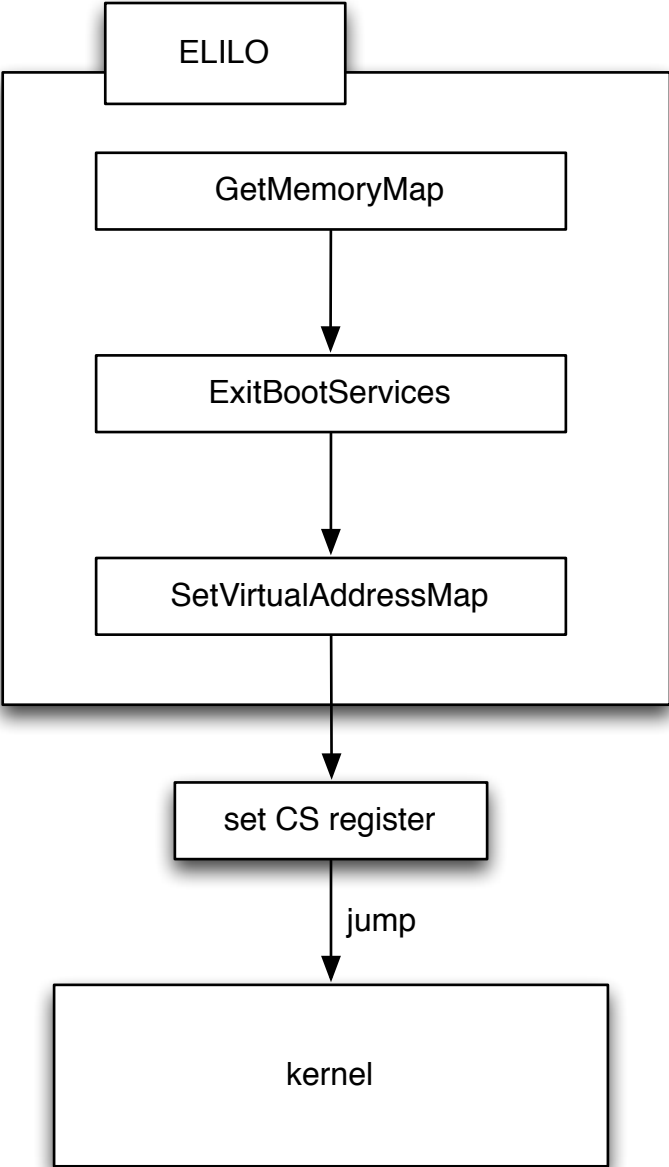 ELILO
GetMemoryMap
ExitBootServices
SetVirtualAddressMap
set CS register
jump
kernel